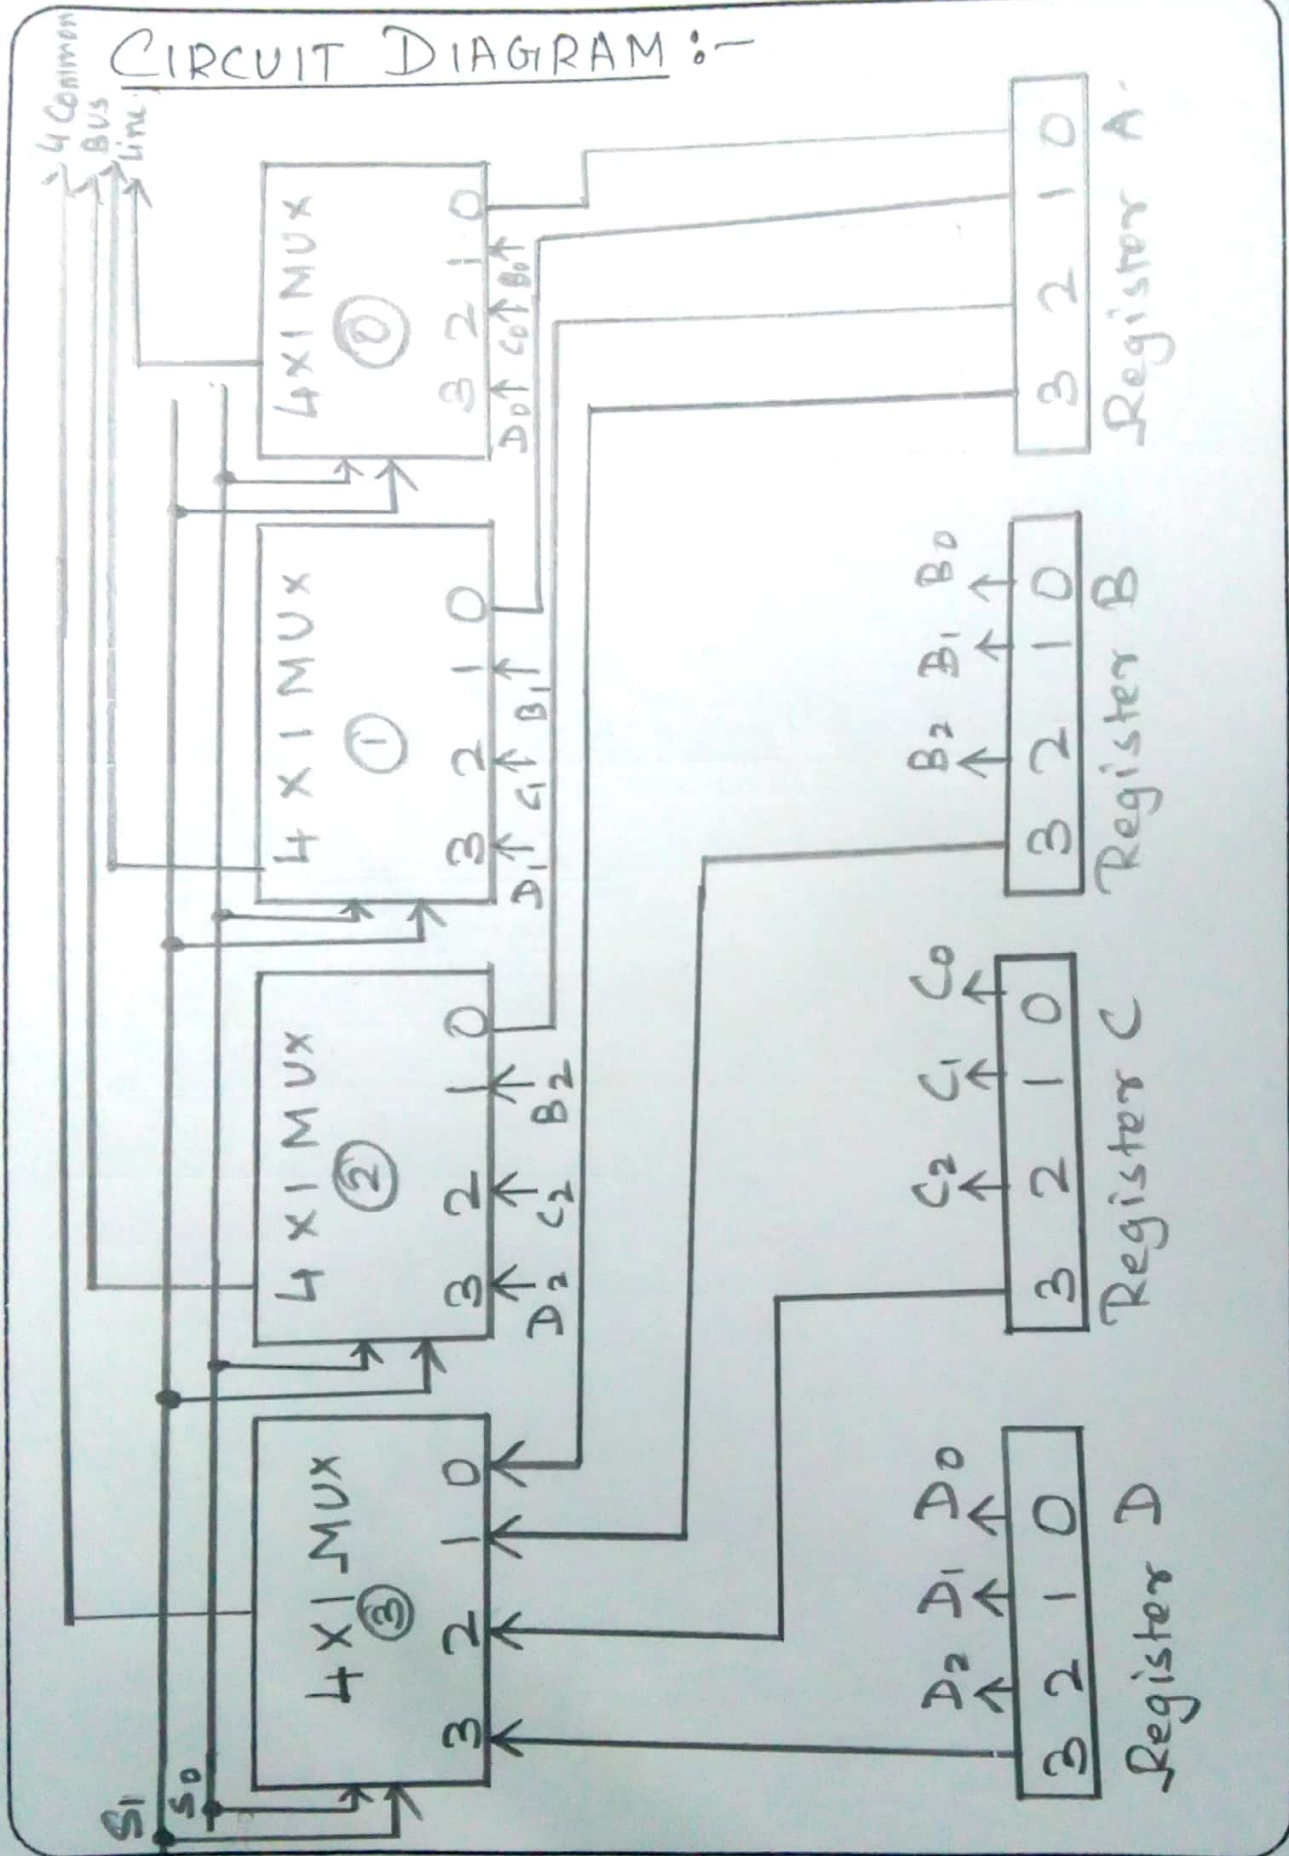 CIRCUIT DIAGRAM :-
4 Common
BUS
Line.
S1
S0
4X1 MUX
3
3 2 1 0
4X1 MUX
2
3 2 1 0
D2 C2 B2
4X1 MUX
1
3 2 1 0
D1 C1 B1
4X1 MUX
0
3 2 1 0
D0 C0 B0
D2 D1 D0
3 2 1 0
Register D
C2 C1 C0
3 2 1 0
Register C
B2 B1 B0
3 2 1 0
Register B
3 2 1 0
Register A.